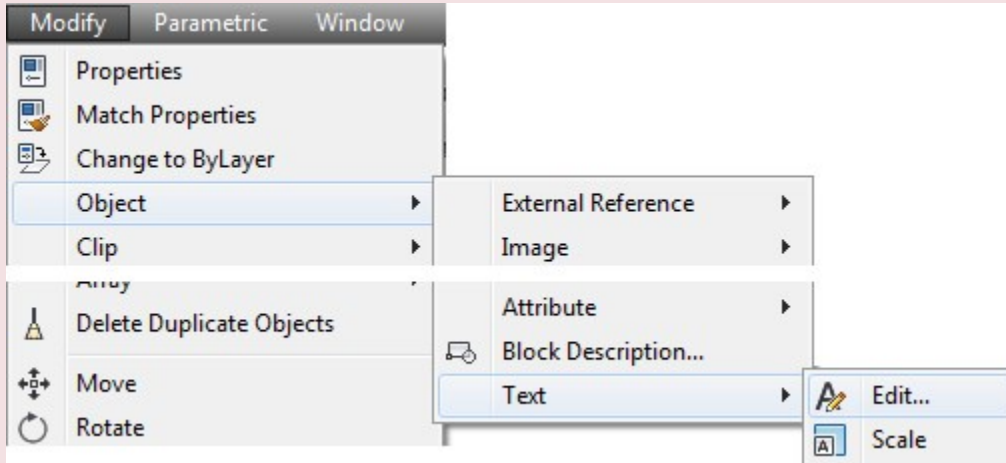 Modify Parametric Window
Properties
Match Properties
Change to ByLayer
Object
External Reference
Clip
Image
Array
Attribute
Delete Duplicate Objects
Block Description...
Move
Text
Edit...
Rotate
Scale